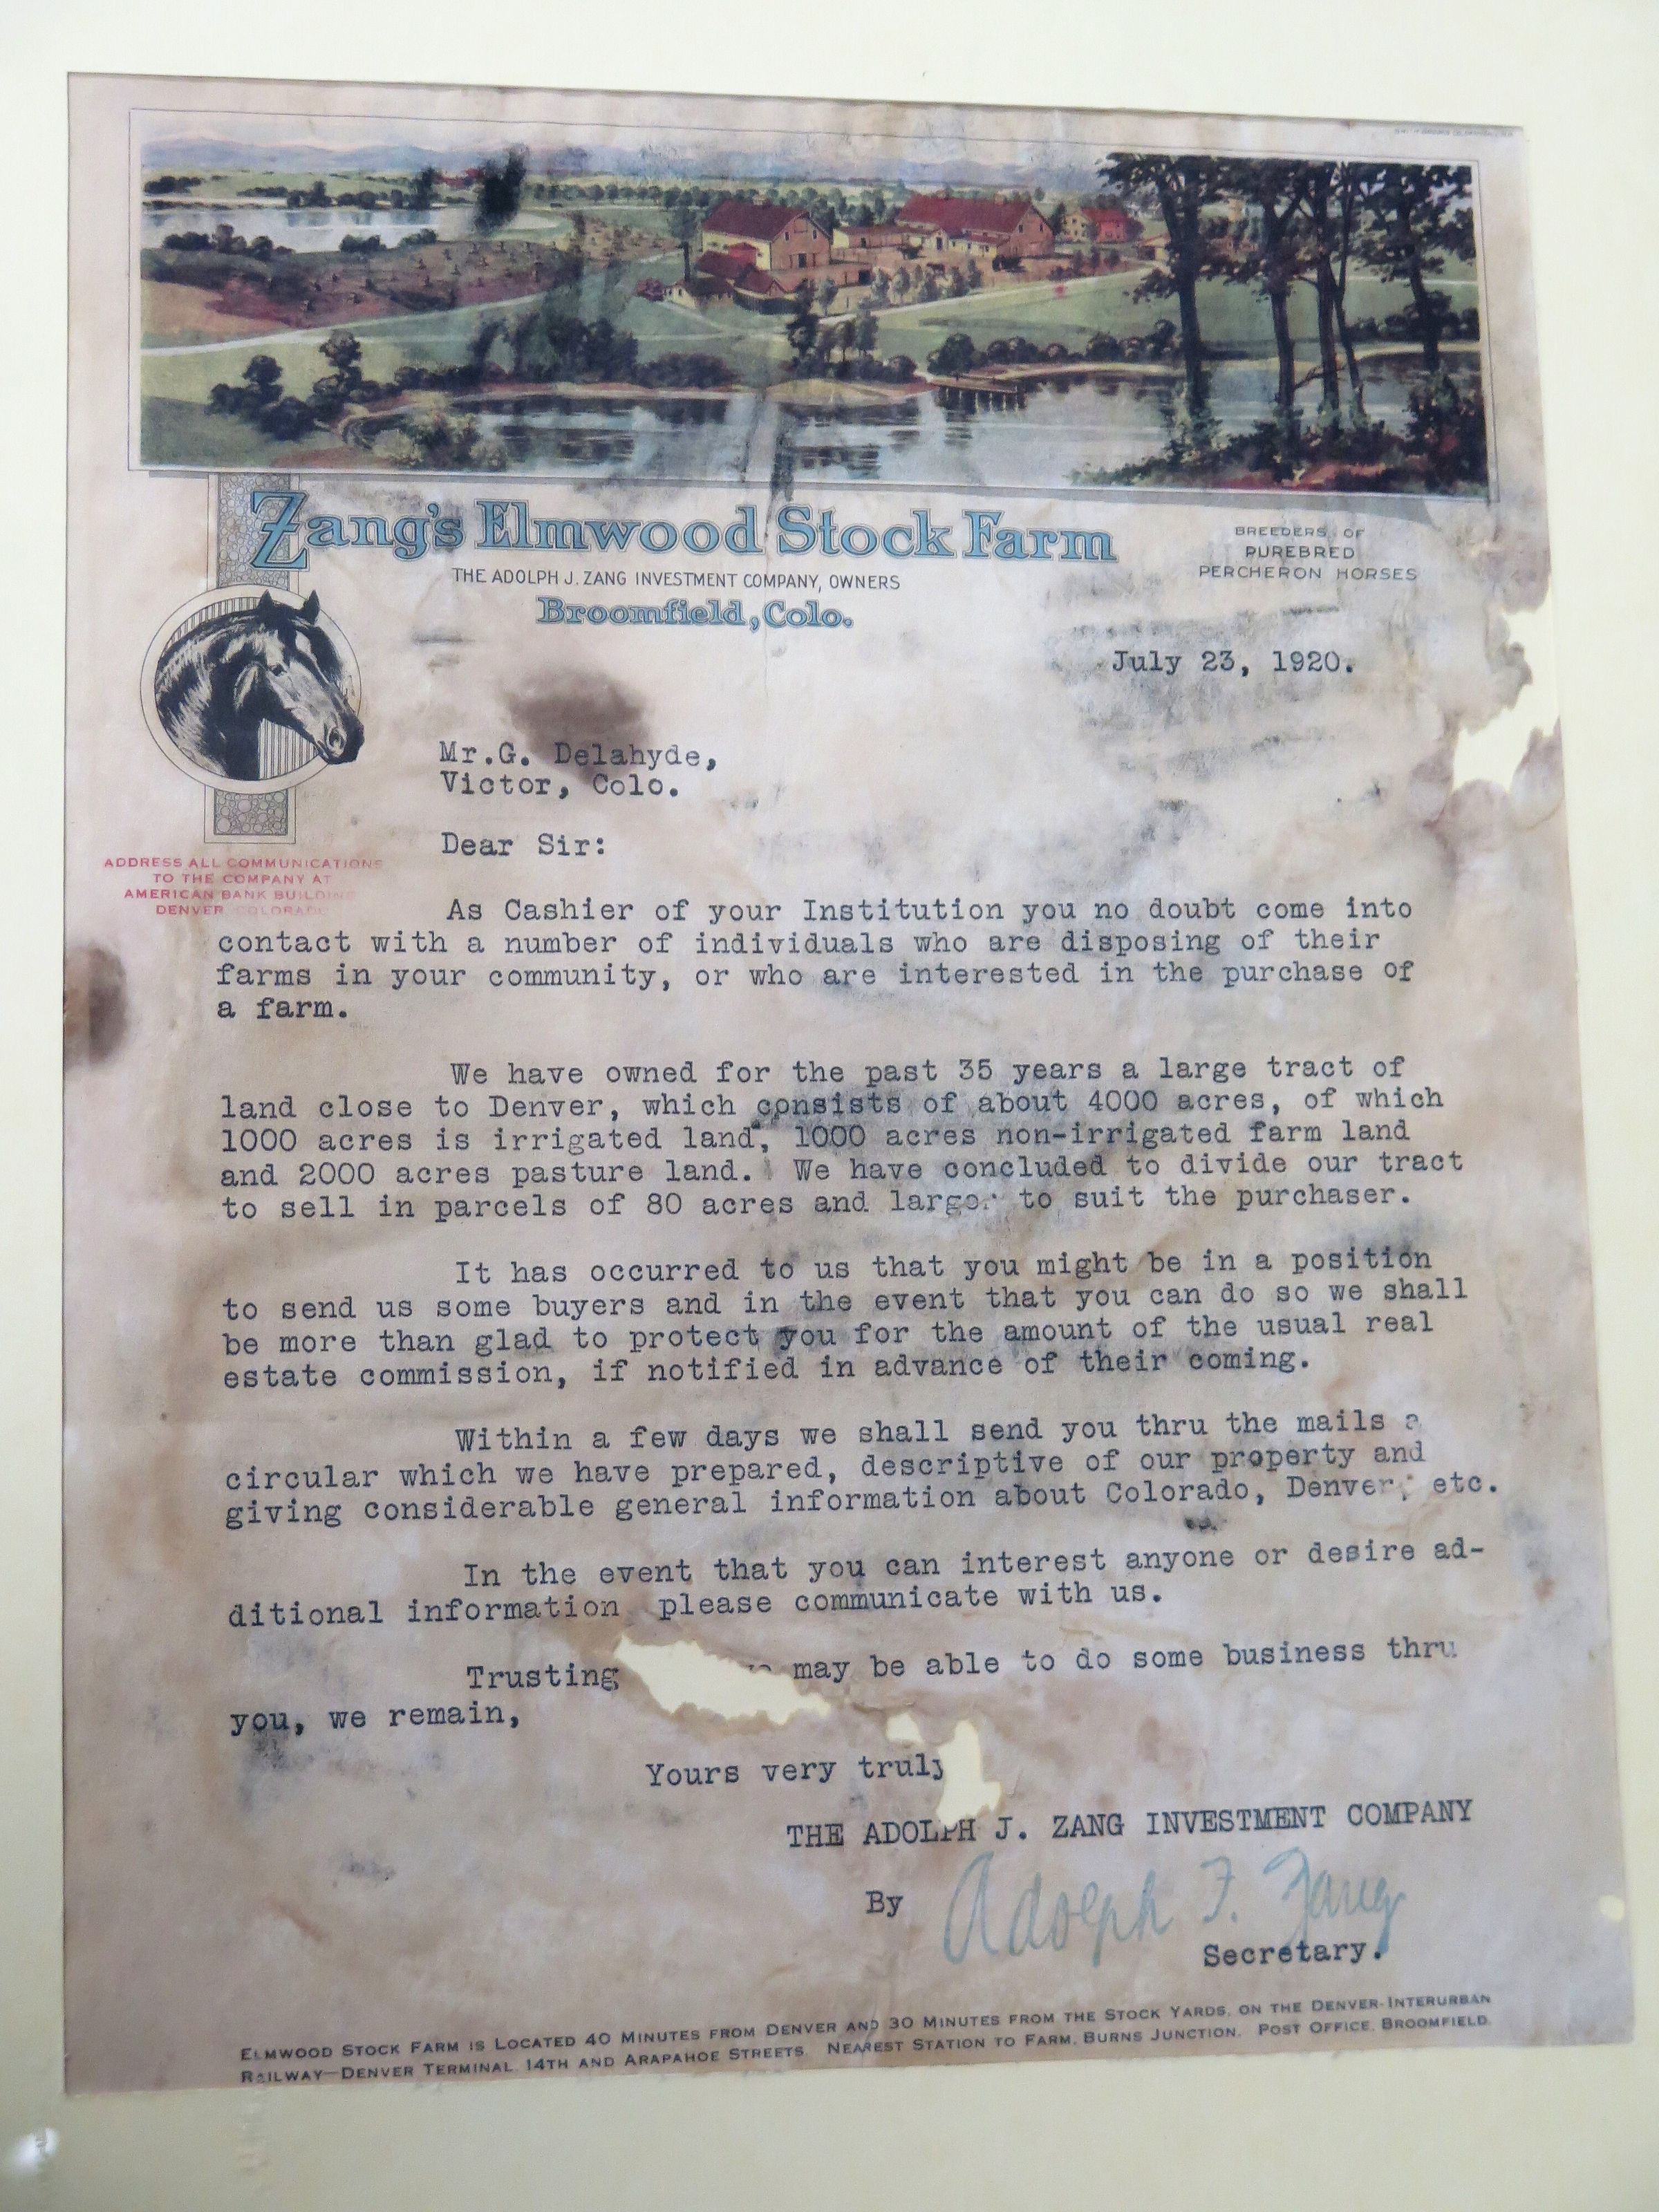 Zang's Elmwood Stock Farm
THE ADOLPH J. ZANG INVESTMENT COMPANY, OWNERS
Broomfield, Colo.
BREEDERS OF
PUREBRED
PERCHERON HORSES
July 23, 1920.
Mr.G. Delahyde,
Victor, Colo.
Dear Sir:
ADDRESS ALL COMMUNICATIONS
TO THE COMPANY AT
AMERICAN BANK BUILDING
DENVER COLORADO
As Cashier of your Institution you no doubt come into
contact with a number of individuals who are disposing of their
farms in your community, or who are interested in the purchase of
a farm.
We have owned for the past 35 years a large tract of
land close to Denver, which consists of about 4000 acres, of which
1000 acres is irrigated land, 1000 acres non-irrigated farm land
and 2000 acres pasture land. We have concluded to divide our tract
to sell in parcels of 80 acres and larger to suit the purchaser.
It has occurred to us that you might be in a position
to send us some buyers and in the event that you can do so we shall
be more than glad to protect you for the amount of the usual real
estate commission, if notified in advance of their coming.
Within a few days we shall send you thru the mails a
circular which we have prepared, descriptive of our property and
giving considerable general information about Colorado, Denver, etc.
In the event that you can interest anyone or desire ad-
ditional information please communicate with us.
Trusting may be able to do some business thru
you, we remain,
Yours very truly
THE ADOLPH J. ZANG INVESTMENT COMPANY
By Adolph F. Zang
Secretary.
ELMWOOD STOCK FARM IS LOCATED 40 MINUTES FROM DENVER AND 30 MINUTES FROM THE STOCK YARDS, ON THE DENVER-INTERURBAN
RAILWAY—DENVER TERMINAL, 14TH AND ARAPAHOE STREETS. NEAREST STATION TO FARM, BURNS JUNCTION. POST OFFICE, BROOMFIELD